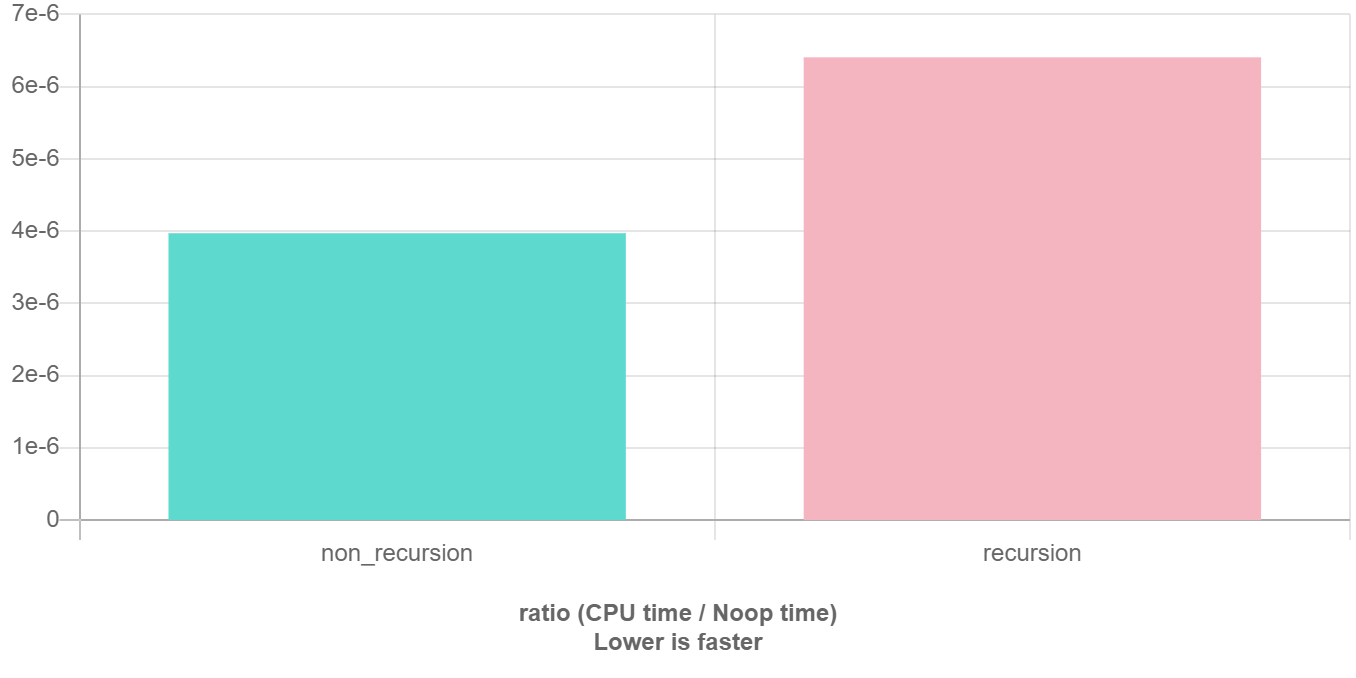 7e-6
6e-6
5e-6
4e-6
3e-6
2e-6
1e-6
0
non_recursion
recursion
ratio (CPU time / Noop time)
Lower is faster